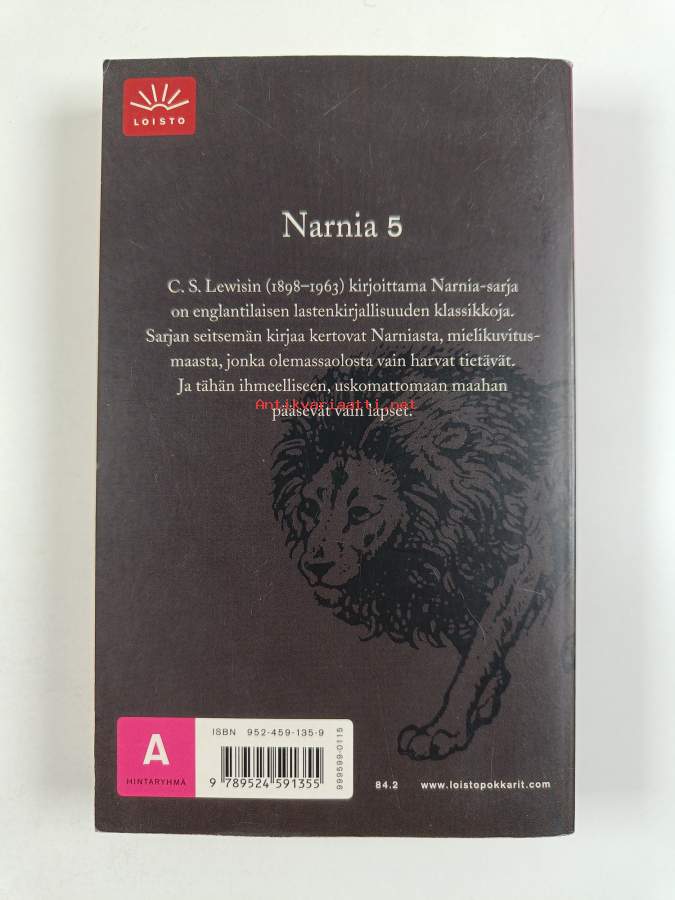 LOISTO
Narnia 5
C. S. Lewisin (1898–1963) kirjoittama Narnia-sarja
on englantilaisen lastenkirjallisuuden klassikkoja.
Sarjan seitsemän kirjaa kertovat Narniasta, mielikuvitus-
maasta, jonka olemassaolosta vain harvat tietävät.
Ja tähän ihmeelliseen, uskomattomaan maahan
Antikvariaatti.net
pääsevät vain lapset.
A
HINTARYHMÄ
ISBN 952-459-135-9
9 789524 591355
999599-0115
84.2 www.loistopokkarit.com